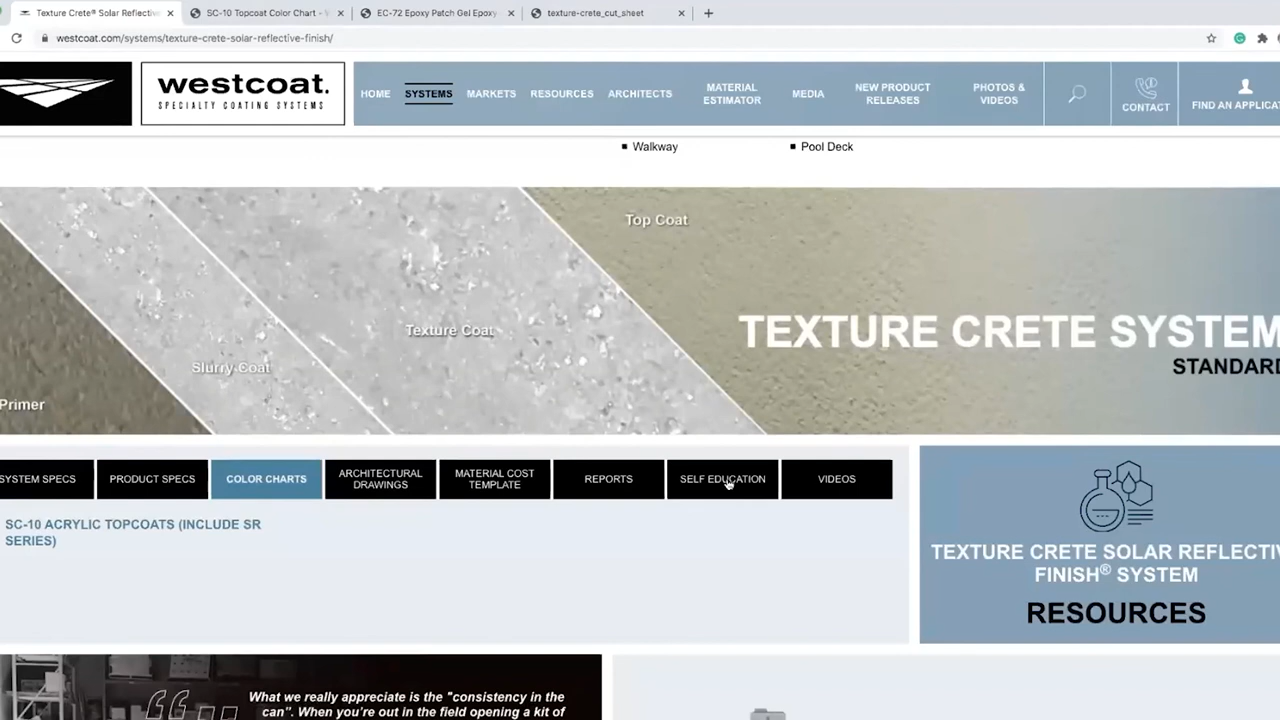 Texture Crete® Solar Reflective
SC-10 Topcoat Color Chart -
EC-72 Epoxy Patch Gel Epoxy
texture-crete_cut_sheet
westcoat.com/systems/texture-crete-solar-reflective-finish/
westcoat.
SPECIALTY COATING SYSTEMS
HOME
SYSTEMS
MARKETS
RESOURCES
ARCHITECTS
MATERIAL
ESTIMATOR
MEDIA
NEW PRODUCT
RELEASES
PHOTOS &
VIDEOS
CONTACT
FIND AN APPLICA
Walkway
Pool Deck
Top Coat
Texture Coat
Slurry Coat
Primer
TEXTURE CRETE SYSTEM
STANDARD
SYSTEM SPECS
PRODUCT SPECS
COLOR CHARTS
ARCHITECTURAL
DRAWINGS
MATERIAL COST
TEMPLATE
REPORTS
SELF EDUCATION
VIDEOS
SC-10 ACRYLIC TOPCOATS (INCLUDE SR
SERIES)
TEXTURE CRETE SOLAR REFLECTIV
FINISH® SYSTEM
RESOURCES
What we really appreciate is the "consistency in the
can". When you're out in the field opening a kit of